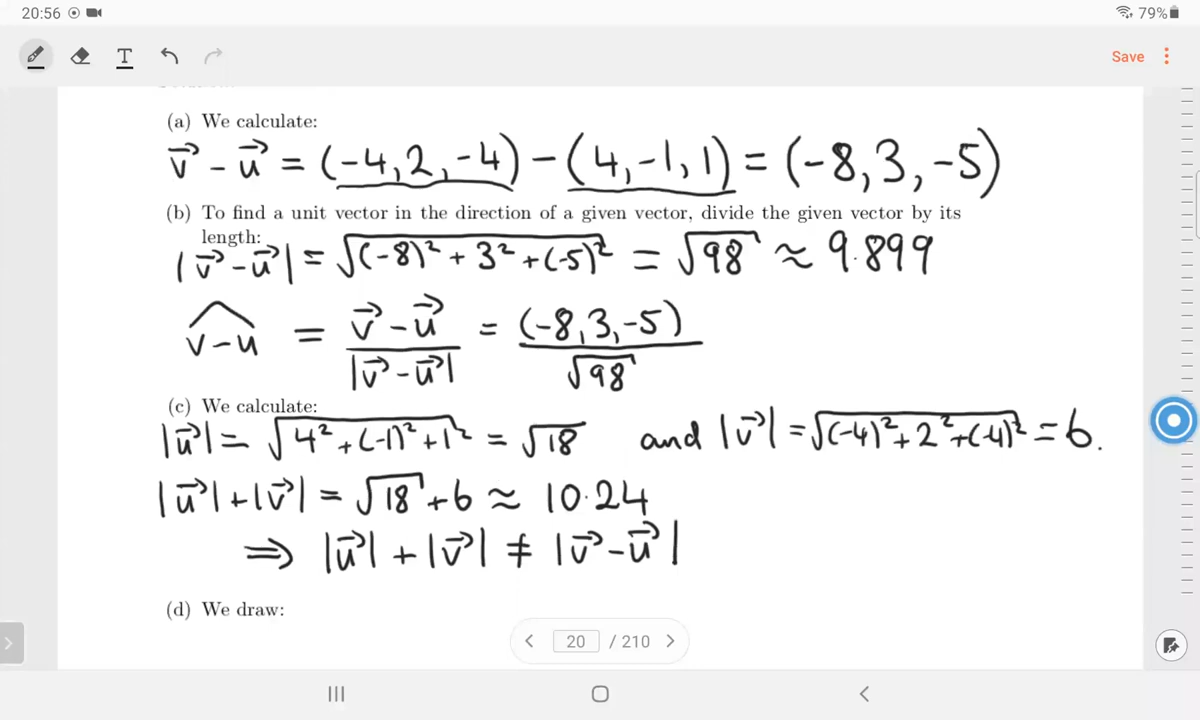 20:56 79%
T Save
(a) We calculate:
v⃗ - u⃗ = (-4,2,-4) - (4,-1,1) = (-8,3,-5)
(b) To find a unit vector in the direction of a given vector, divide the given vector by its
length:
|v⃗ - u⃗| = √((-8)² + 3² + (-5)²) = √98 ≈ 9.899
v-u = (v⃗ - u⃗)/|v⃗ - u⃗| = (-8,3,-5)/√98
(c) We calculate:
|u⃗| = √(4² + (-1)² + 1²) = √18 and |v⃗| = √((-4)² + 2² + (-4)²) = 6.
|u⃗| + |v⃗| = √18 + 6 ≈ 10.24
⇒ |u⃗| + |v⃗| ≠ |v⃗ - u⃗|
(d) We draw:
< 20 / 210 >